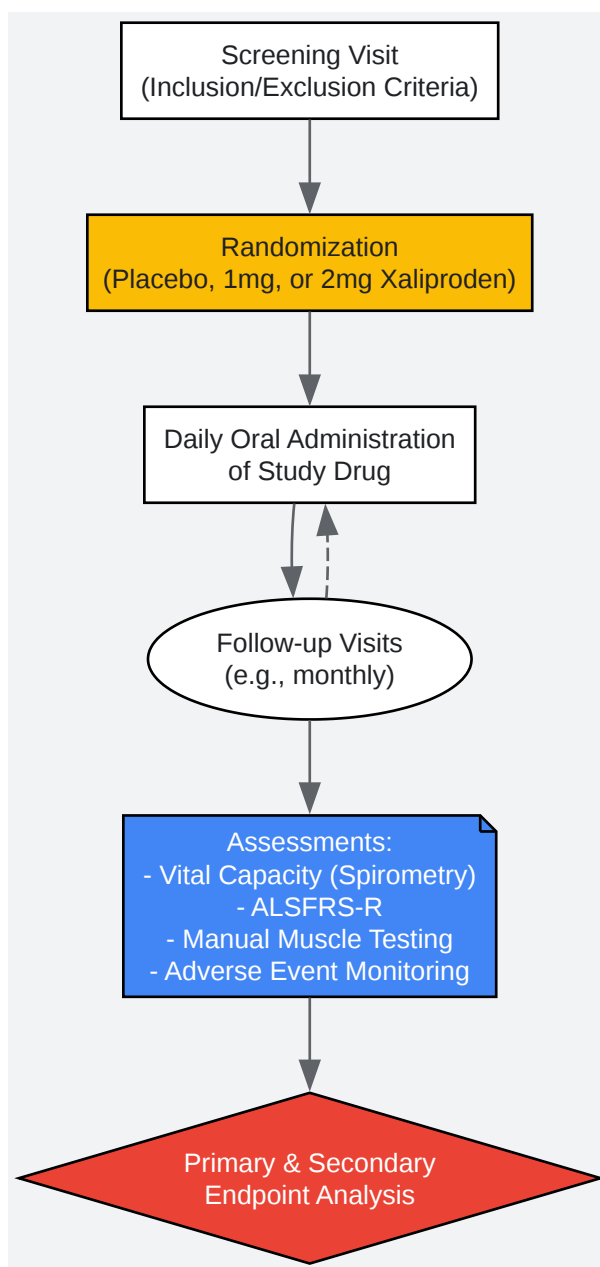 Screening Visit
(Inclusion/Exclusion Criteria)
Randomization
(Placebo, 1mg, or 2mg Xaliproden)
Daily Oral Administration
of Study Drug
Follow-up Visits
(e.g., monthly)
Assessments:
- Vital Capacity (Spirometry)
- ALSFRS-R
- Manual Muscle Testing
- Adverse Event Monitoring
Primary & Secondary
Endpoint Analysis